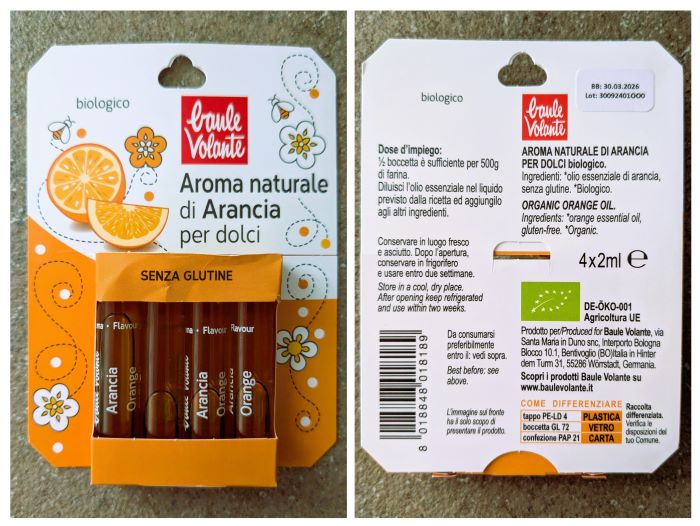 biologico
baule
Volante
Aroma naturale
di Arancia
per dolci
SENZA GLUTINE
ma • Flavour
ma • Flavour
Baule Volante
Arancia
Orange
Volante
Arancia
Orange
Arancia
Orange
biologico
baule
Volante
BB: 30.03.2026
Lot: 30092401OO0
Dose d'impiego:
½ boccetta è sufficiente per 500g
di farina.
Diluisci l'olio essenziale nel liquido
previsto dalla ricetta ed aggiungilo
agli altri ingredienti.
Conservare in luogo fresco
e asciutto. Dopo l'apertura,
conservare in frigorifero
e usare entro due settimane.
Store in a cool, dry place.
After opening keep refrigerated
and use within two weeks.
8 018848 018189
Da consumarsi
preferibilmente
entro il: vedi sopra.
Best before: see
above.
L'immagine sul fronte
ha il solo scopo di
presentare il prodotto.
AROMA NATURALE DI ARANCIA
PER DOLCI biologico.
Ingredienti: *olio essenziale di arancia,
senza glutine. *Biologico.
ORGANIC ORANGE OIL.
Ingredients: *orange essential oil,
gluten-free. *Organic.
4x2ml ℮
DE-ÖKO-001
Agricoltura UE
Prodotto per/Produced for Baule Volante, via
Santa Maria in Duno snc, Interporto Bologna
Blocco 10.1, Bentivoglio (BO)Italia in Hinter
dem Turm 31, 55286 Wörrstadt, Germania.
Scopri i prodotti Baule Volante su
www.baulevolante.it
COME DIFFERENZIARE
tappo PE-LD 4 PLASTICA
boccetta GL 72 VETRO
confezione PAP 21 CARTA
Raccolta
differenziata.
Verifica le
disposizioni del
tuo Comune.